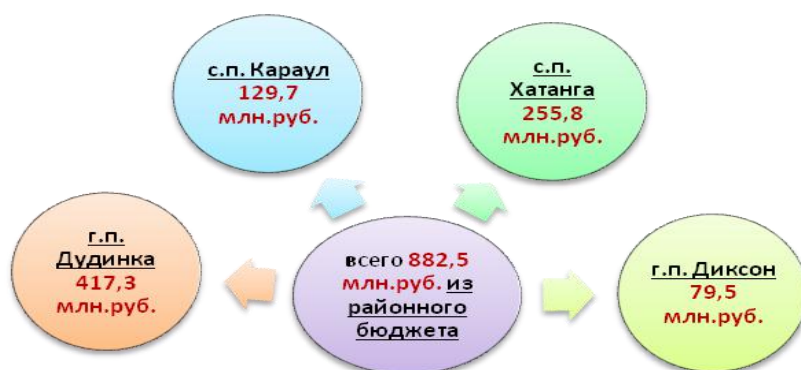 с.п. Караул
129,7
млн.руб.
с.п.
Хатанга
255,8
млн.руб.
г.п.
Дудинка
417,3
млн.руб.
всего 882,5
млн.руб. из
районного
бюджета
г.п. Диксон
79,5
млн.руб.